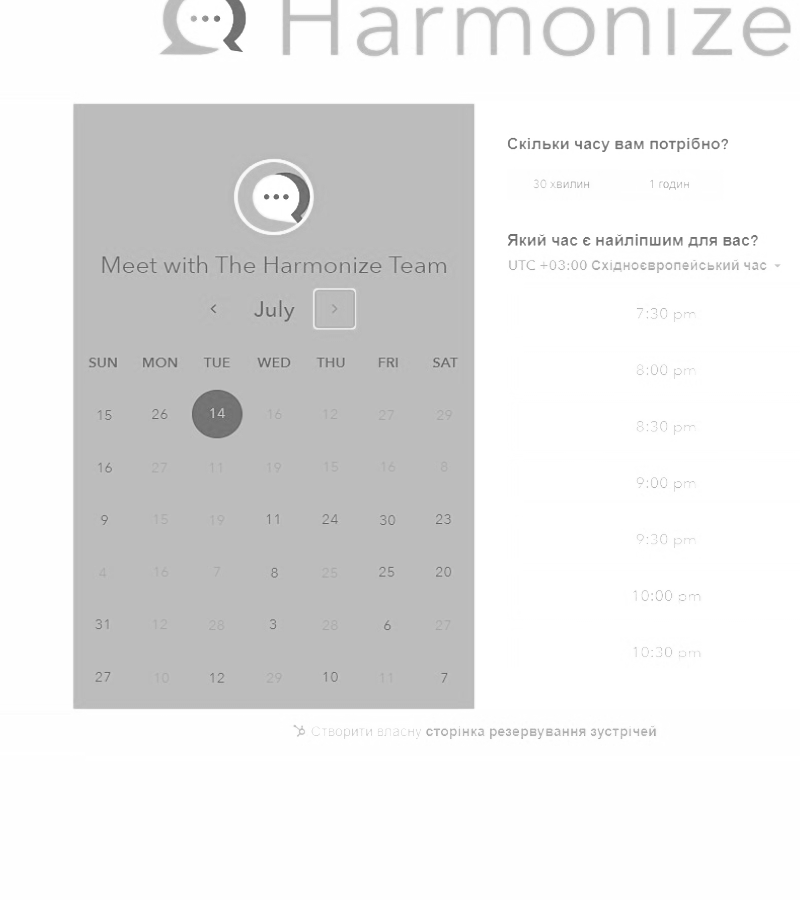 Harmonize
Meet with The Harmonize Team
July
SUN MON TUE WED THU FRI SAT
15 26 14 16 12 27 29
16 27 11 19 15 16 8
9 15 19 11 24 30 23
4 16 7 8 25 25 20
31 12 28 3 28 6 27
27 10 12 29 10 11 7
Скільки часу вам потрібно?
30 хвилин 1 годин
Який час є найліпшим для вас?
UTC +03:00 Східноєвропейський час
7:30 pm
8:00 pm
8:30 pm
9:00 pm
9:30 pm
10:00 pm
10:30 pm
Створити власну сторінка резервування зустрічей